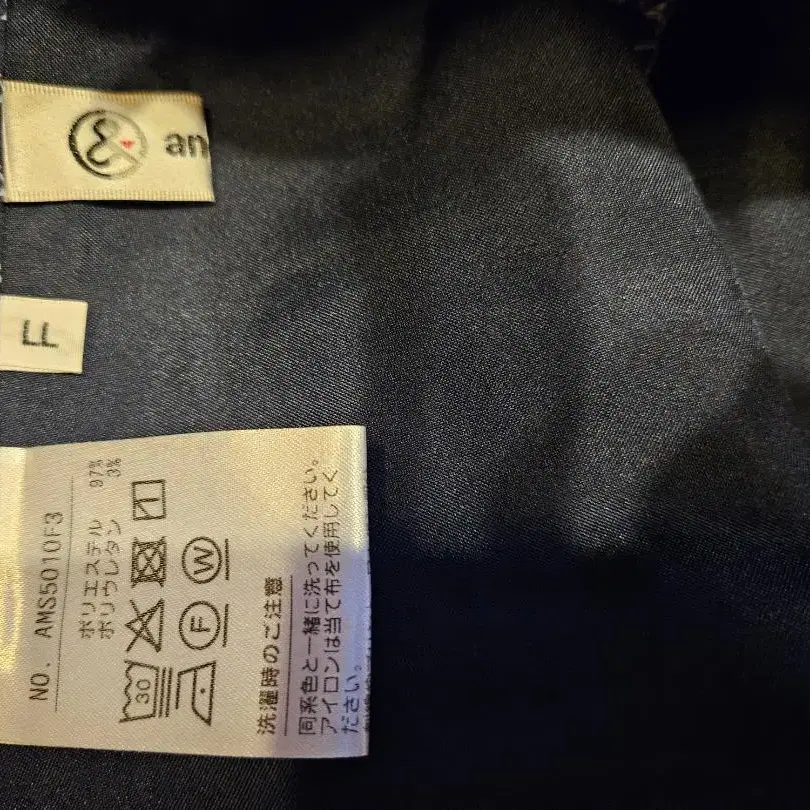 an
F
NO. AMS5010F3
ポリエステル 97%
ポリウレタン 3%
30
F W
洗濯時のご注意
同系色と一緒に洗ってください。
アイロンは当て布を使用してく
ださい。